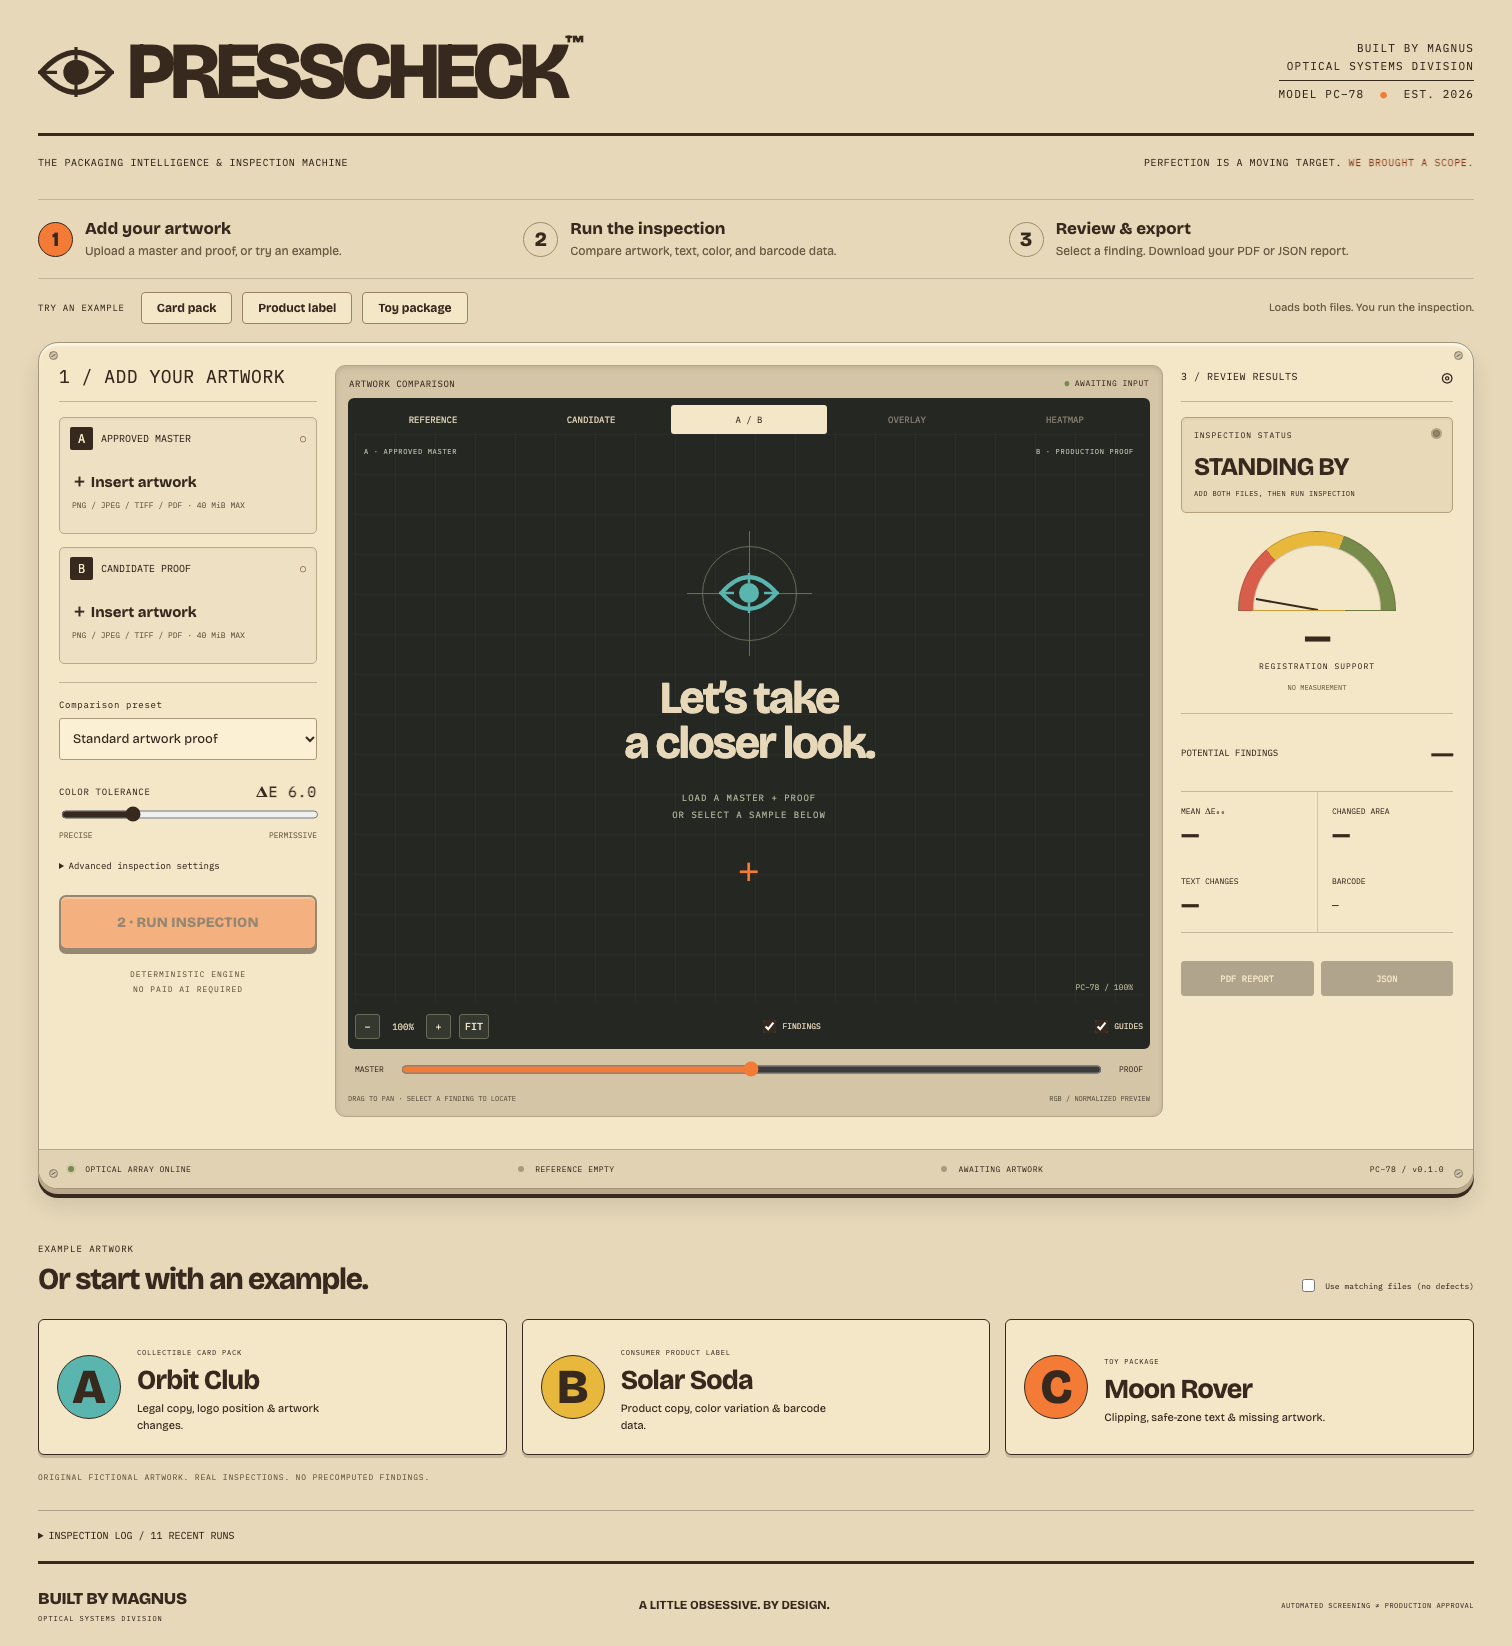 PRESSCHECK™
BUILT BY MAGNUS
OPTICAL SYSTEMS DIVISION
MODEL PC-78 ● EST. 2026
THE PACKAGING INTELLIGENCE & INSPECTION MACHINE
PERFECTION IS A MOVING TARGET. WE BROUGHT A SCOPE.
1
Add your artwork
Upload a master and proof, or try an example.
2
Run the inspection
Compare artwork, text, color, and barcode data.
3
Review & export
Select a finding. Download your PDF or JSON report.
TRY AN EXAMPLE
Card pack
Product label
Toy package
Loads both files. You run the inspection.
1 / ADD YOUR ARTWORK
A APPROVED MASTER
+ Insert artwork
PNG / JPEG / TIFF / PDF · 40 MiB MAX
B CANDIDATE PROOF
+ Insert artwork
PNG / JPEG / TIFF / PDF · 40 MiB MAX
Comparison preset
Standard artwork proof
COLOR TOLERANCE ΔE 6.0
PRECISE PERMISSIVE
Advanced inspection settings
2 · RUN INSPECTION
DETERMINISTIC ENGINE
NO PAID AI REQUIRED
ARTWORK COMPARISON
AWAITING INPUT
REFERENCE CANDIDATE A / B OVERLAY HEATMAP
A · APPROVED MASTER
B · PRODUCTION PROOF
Let's take
a closer look.
LOAD A MASTER + PROOF
OR SELECT A SAMPLE BELOW
+
PC-78 / 100%
− 100% + FIT
FINDINGS
GUIDES
MASTER
PROOF
DRAG TO PAN · SELECT A FINDING TO LOCATE
RGB / NORMALIZED PREVIEW
3 / REVIEW RESULTS
INSPECTION STATUS
STANDING BY
ADD BOTH FILES, THEN RUN INSPECTION
—
REGISTRATION SUPPORT
NO MEASUREMENT
POTENTIAL FINDINGS —
MEAN ΔE₀₀
—
CHANGED AREA
—
TEXT CHANGES
—
BARCODE
—
PDF REPORT
JSON
OPTICAL ARRAY ONLINE
REFERENCE EMPTY
AWAITING ARTWORK
PC-78 / v0.1.0
EXAMPLE ARTWORK
Or start with an example.
Use matching files (no defects)
A
COLLECTIBLE CARD PACK
Orbit Club
Legal copy, logo position & artwork
changes.
B
CONSUMER PRODUCT LABEL
Solar Soda
Product copy, color variation & barcode
data.
C
TOY PACKAGE
Moon Rover
Clipping, safe-zone text & missing artwork.
ORIGINAL FICTIONAL ARTWORK. REAL INSPECTIONS. NO PRECOMPUTED FINDINGS.
INSPECTION LOG / 11 RECENT RUNS
BUILT BY MAGNUS
OPTICAL SYSTEMS DIVISION
A LITTLE OBSESSIVE. BY DESIGN.
AUTOMATED SCREENING ≠ PRODUCTION APPROVAL